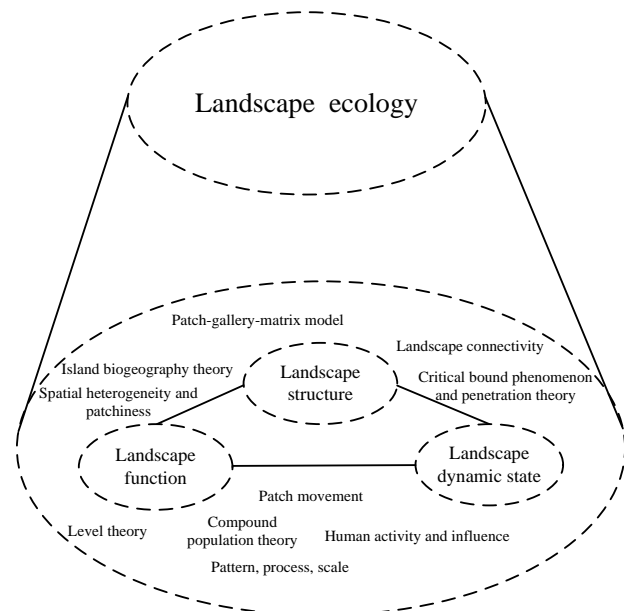 Landscape ecology
Patch-gallery-matrix model
Landscape connectivity
Island biogeography theory
Landscape
structure
Critical bound phenomenon
and penetration theory
Spatial heterogeneity and
patchiness
Landscape
function
Landscape
dynamic state
Patch movement
Level theory
Compound
population theory
Human activity and influence
Pattern, process, scale